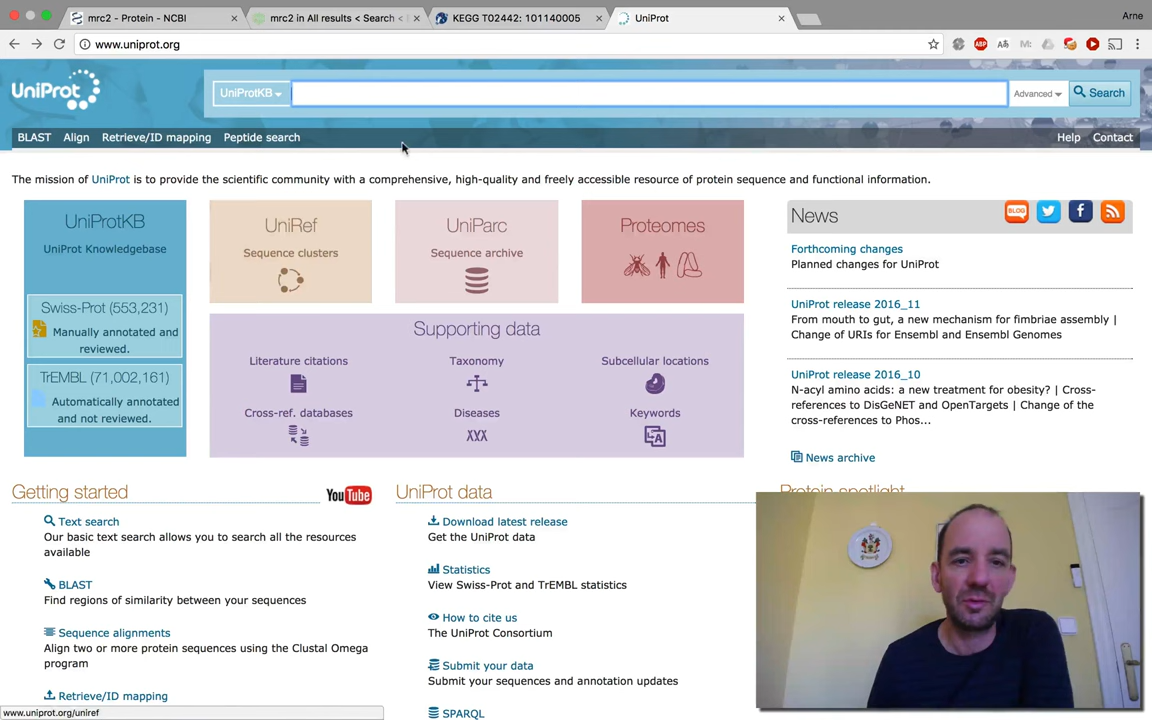 mrc2 - Protein - NCBI
mrc2 in All results < Search <
KEGG T02442: 101140005
UniProt
Arne
www.uniprot.org
UniProt
UniProtKB
Advanced
Search
BLAST
Align
Retrieve/ID mapping
Peptide search
Help
Contact
The mission of UniProt is to provide the scientific community with a comprehensive, high-quality and freely accessible resource of protein sequence and functional information.
UniProtKB
UniProt Knowledgebase
Swiss-Prot (553,231)
Manually annotated and
reviewed.
TrEMBL (71,002,161)
Automatically annotated
and not reviewed.
UniRef
Sequence clusters
UniParc
Sequence archive
Proteomes
Supporting data
Literature citations
Taxonomy
Subcellular locations
Cross-ref. databases
Diseases
Keywords
News
BLOG
Forthcoming changes
Planned changes for UniProt
UniProt release 2016_11
From mouth to gut, a new mechanism for fimbriae assembly |
Change of URIs for Ensembl and Ensembl Genomes
UniProt release 2016_10
N-acyl amino acids: a new treatment for obesity? | Cross-
references to DisGeNET and OpenTargets | Change of the
cross-references to Phos...
News archive
Getting started
YouTube
Text search
Our basic text search allows you to search all the resources
available
BLAST
Find regions of similarity between your sequences
Sequence alignments
Align two or more protein sequences using the Clustal Omega
program
Retrieve/ID mapping
UniProt data
Download latest release
Get the UniProt data
Statistics
View Swiss-Prot and TrEMBL statistics
How to cite us
The UniProt Consortium
Submit your data
Submit your sequences and annotation updates
SPARQL
Protein spotlight
www.uniprot.org/uniref